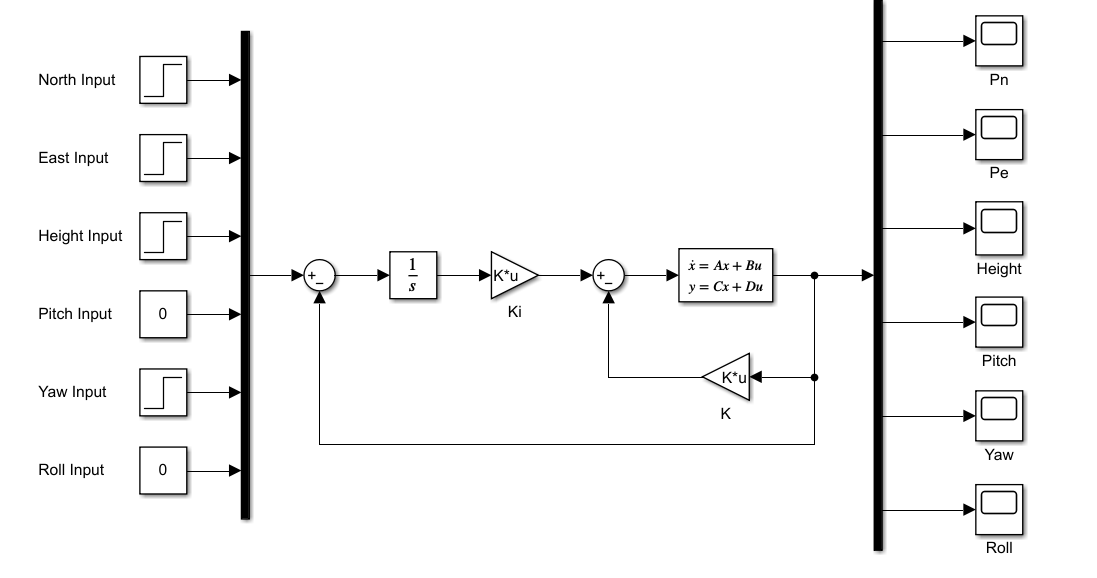 North Input
East Input
Height Input
Pitch Input
0
Yaw Input
Roll Input
0
+
−
1
s
K*u
Ki
+
−
ẋ = Ax + Bu
y = Cx + Du
K*u
K
Pn
Pe
Height
Pitch
Yaw
Roll